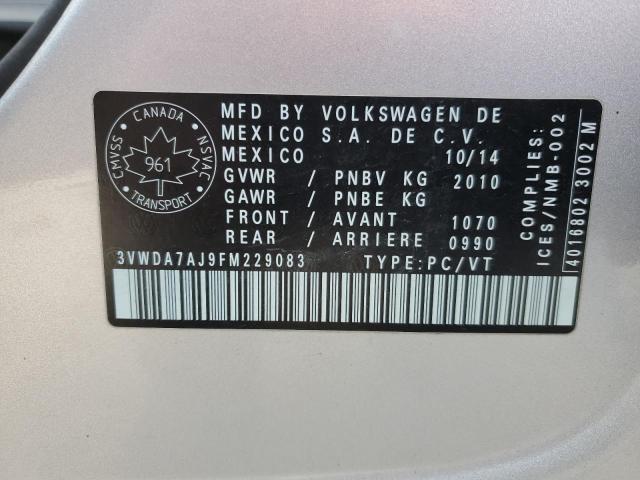 CANADA
CMVSS
NSVAC
961
TRANSPORT
MFD BY VOLKSWAGEN DE
MEXICO S.A. DE C.V.
MEXICO 10/14
GVWR / PNBV KG 2010
GAWR / PNBE KG
FRONT / AVANT 1070
REAR / ARRIERE 0990
3VWDA7AJ9FM229083 TYPE:PC/VT
COMPLIES:
ICES/NMB-002
4016802 3002 M